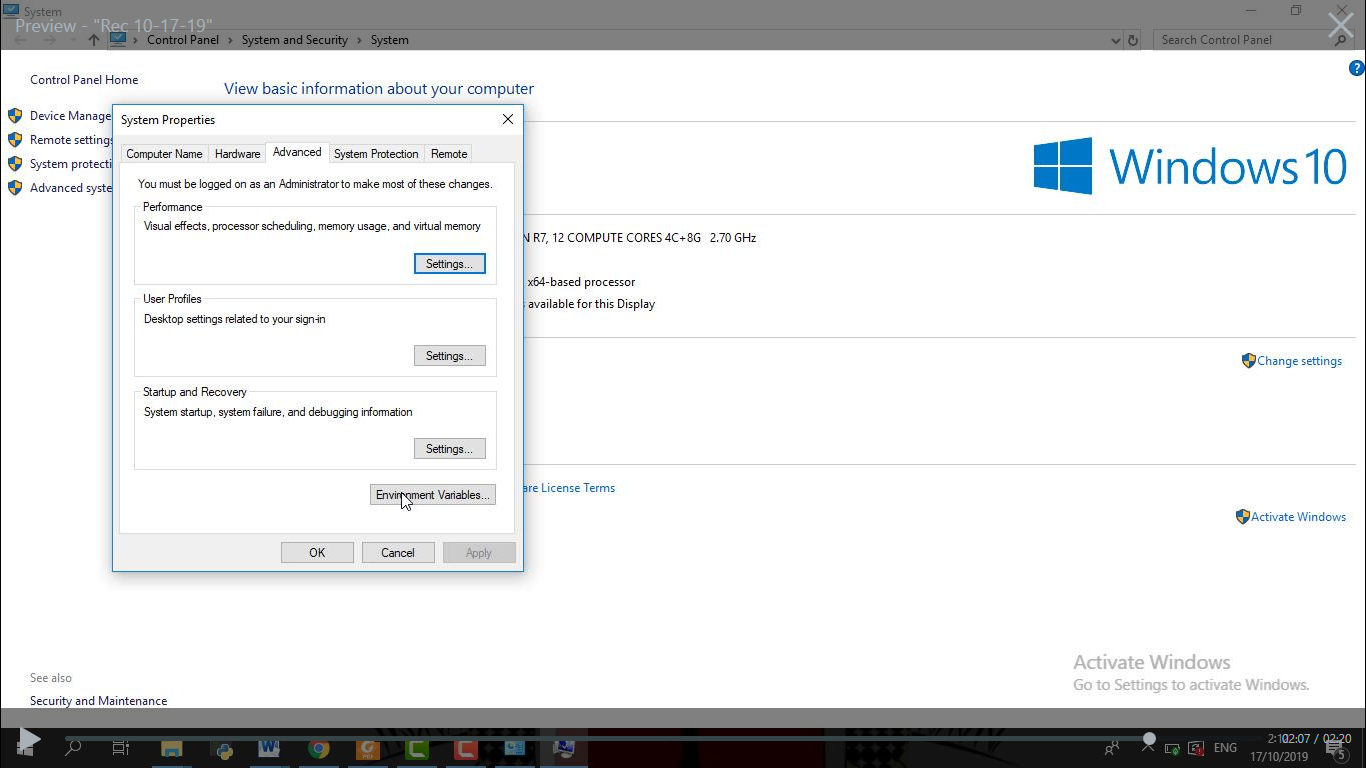 System
Preview - "Rec 10-17-19"
Control Panel > System and Security > System
Search Control Panel
Control Panel Home
View basic information about your computer
Device Manage
Remote settings
System protecti
Advanced syste
System Properties
Computer Name
Hardware
Advanced
System Protection
Remote
You must be logged on as an Administrator to make most of these changes.
Performance
Visual effects, processor scheduling, memory usage, and virtual memory
Settings...
User Profiles
Desktop settings related to your sign-in
Settings...
Startup and Recovery
System startup, system failure, and debugging information
Settings...
Environment Variables...
OK
Cancel
Apply
Windows 10
N R7, 12 COMPUTE CORES 4C+8G 2.70 GHz
x64-based processor
available for this Display
Change settings
are License Terms
Activate Windows
Activate Windows
Go to Settings to activate Windows.
See also
Security and Maintenance
ENG
02:07 / 02:20
17/10/2019
5